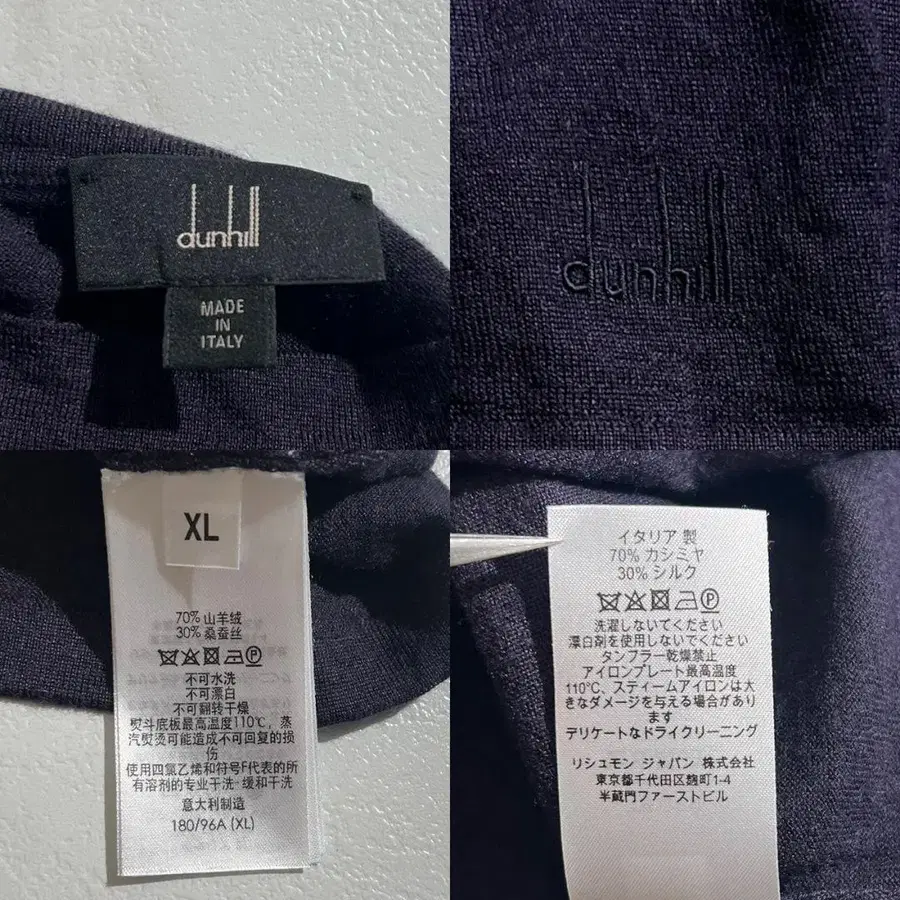 dunhill
MADE
IN
ITALY
dunhill
XL
70% 山羊绒
30% 桑蚕丝
不可水洗
不可漂白
不可翻转干燥
熨斗底板最高温度110℃，蒸
汽熨烫可能造成不可回复的损
伤
使用四氯乙烯和符号F代表的所
有溶剂的专业干洗-缓和干洗
意大利制造
180/96A (XL)
イタリア 製
70% カシミヤ
30% シルク
洗濯しないでください
漂白剤を使用しないでください
タンブラー乾燥禁止
アイロンプレート最高温度
110℃、スティームアイロンは大
きなダメージを与える場合があり
ます
デリケートなドライクリーニング
リシュモン ジャパン 株式会社
東京都千代田区麹町1-4
半蔵門ファーストビル